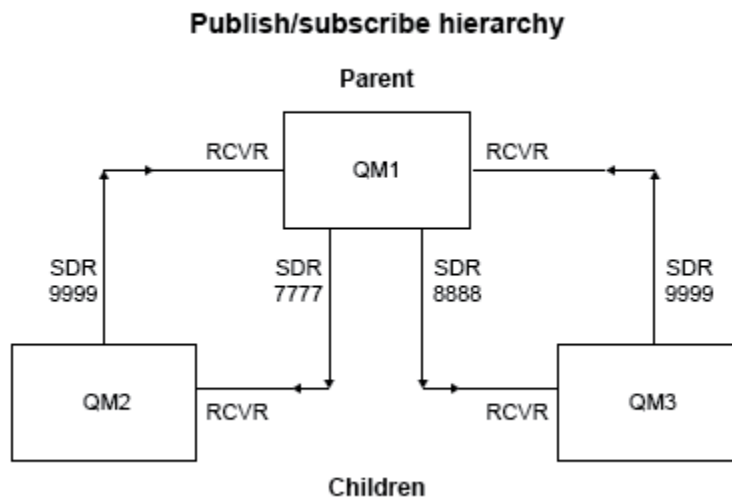 Publish/subscribe hierarchy
Parent
RCVR
QM1
RCVR
SDR
9999
SDR
7777
SDR
8888
SDR
9999
QM2
RCVR
RCVR
QM3
Children